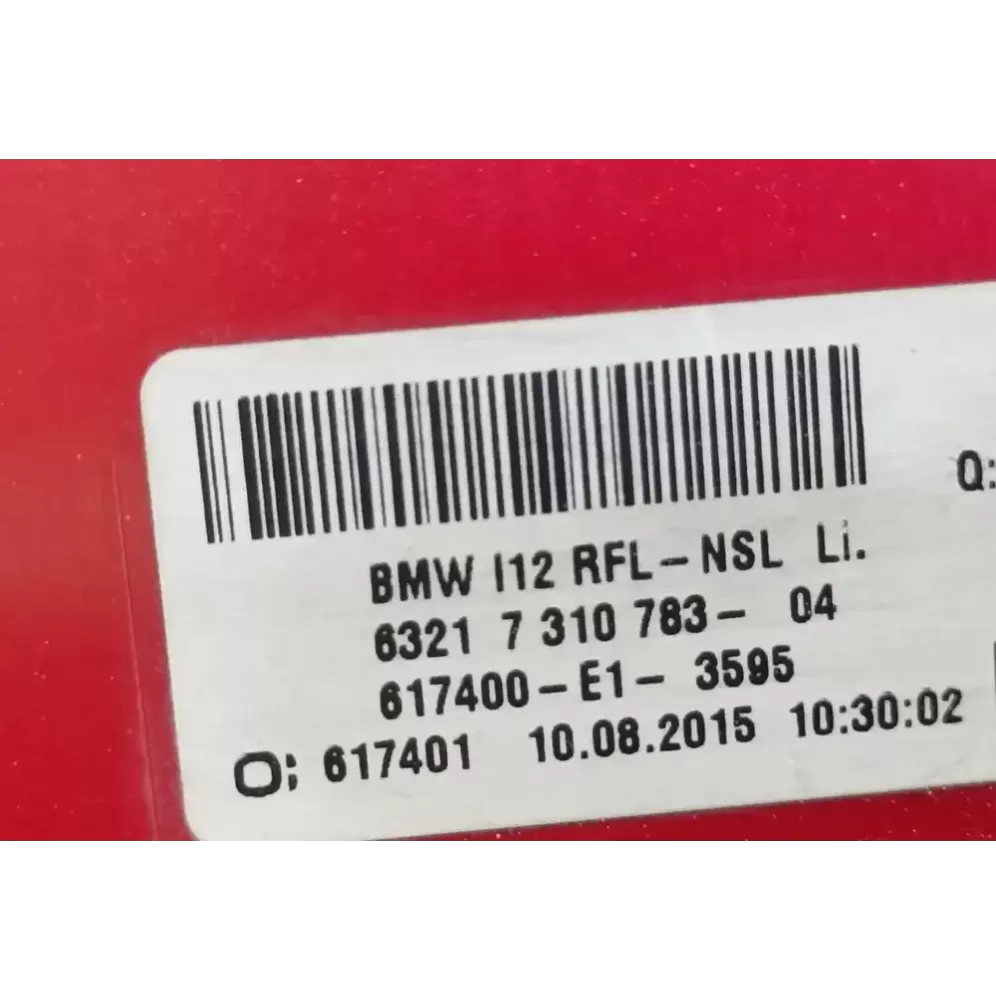 Q:
BMW I12 RFL-NSL Li.
6321 7 310 783- 04
617400-E1- 3595
O; 617401 10.08.2015 10:30:02